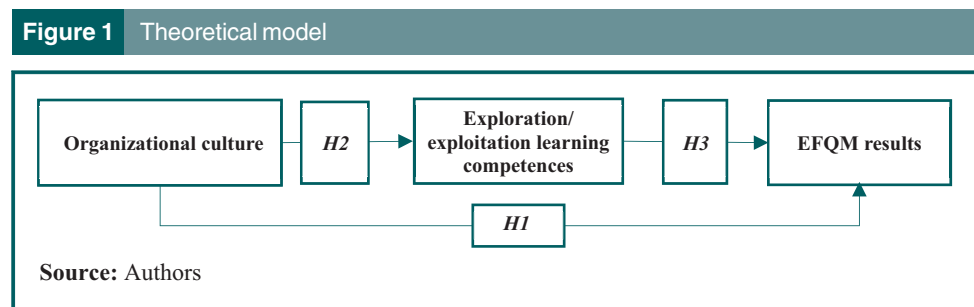 Figure 1 Theoretical model
Organizational culture
H2
Exploration/
exploitation learning
competences
H3
EFQM results
H1
Source: Authors